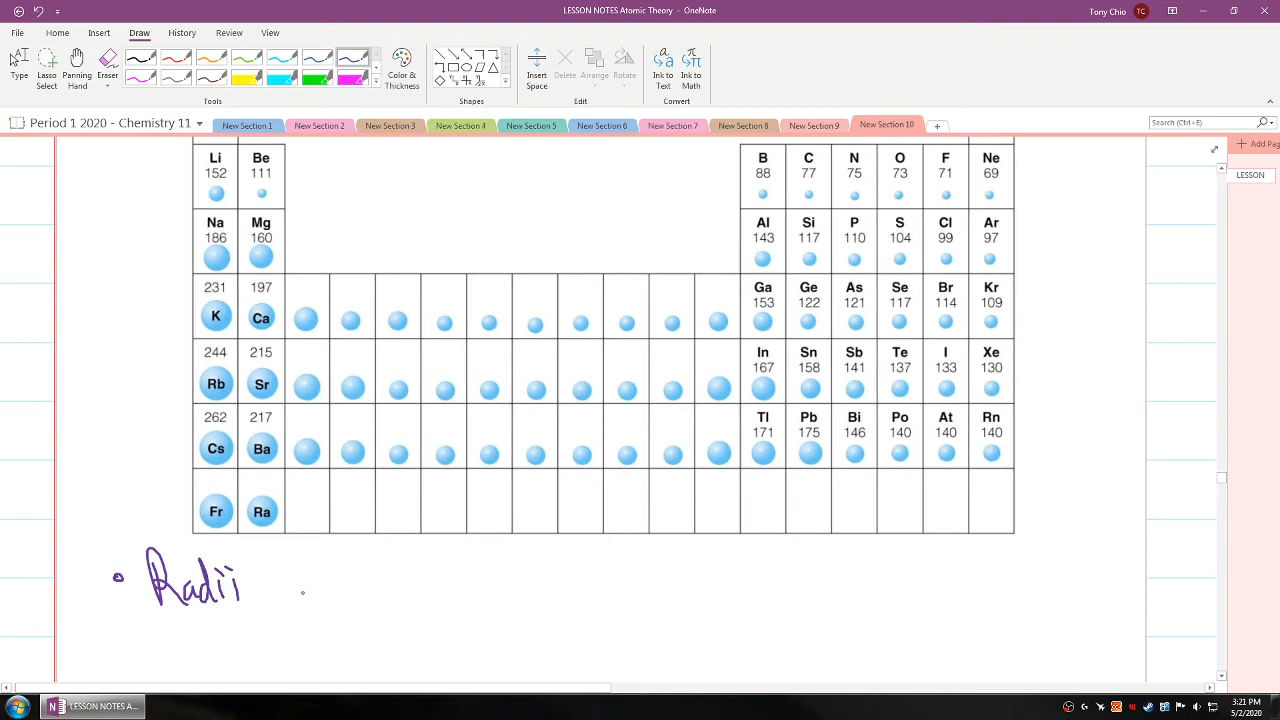 LESSON NOTES Atomic Theory - OneNote
Tony Chio TC
File Home Insert Draw History Review View
Type Lasso Select Panning Hand Eraser Color & Thickness Insert Space Delete Arrange Rotate Ink to Text Ink to Math
Tools Shapes Edit Convert
Period 1 2020 - Chemistry 11 New Section 1 New Section 2 New Section 3 New Section 4 New Section 5 New Section 6 New Section 7 New Section 8 New Section 9 New Section 10 Search (Ctrl+E)
Add Pag
LESSON
Li Be B C N O F Ne
152 111 88 77 75 73 71 69
Na Mg Al Si P S Cl Ar
186 160 143 117 110 104 99 97
231 197 Ga Ge As Se Br Kr
153 122 121 117 114 109
K Ca
244 215 In Sn Sb Te I Xe
167 158 141 137 133 130
Rb Sr
262 217 Tl Pb Bi Po At Rn
171 175 146 140 140 140
Cs Ba
Fr Ra
• Radii
LESSON NOTES A...
3:21 PM
5/2/2020